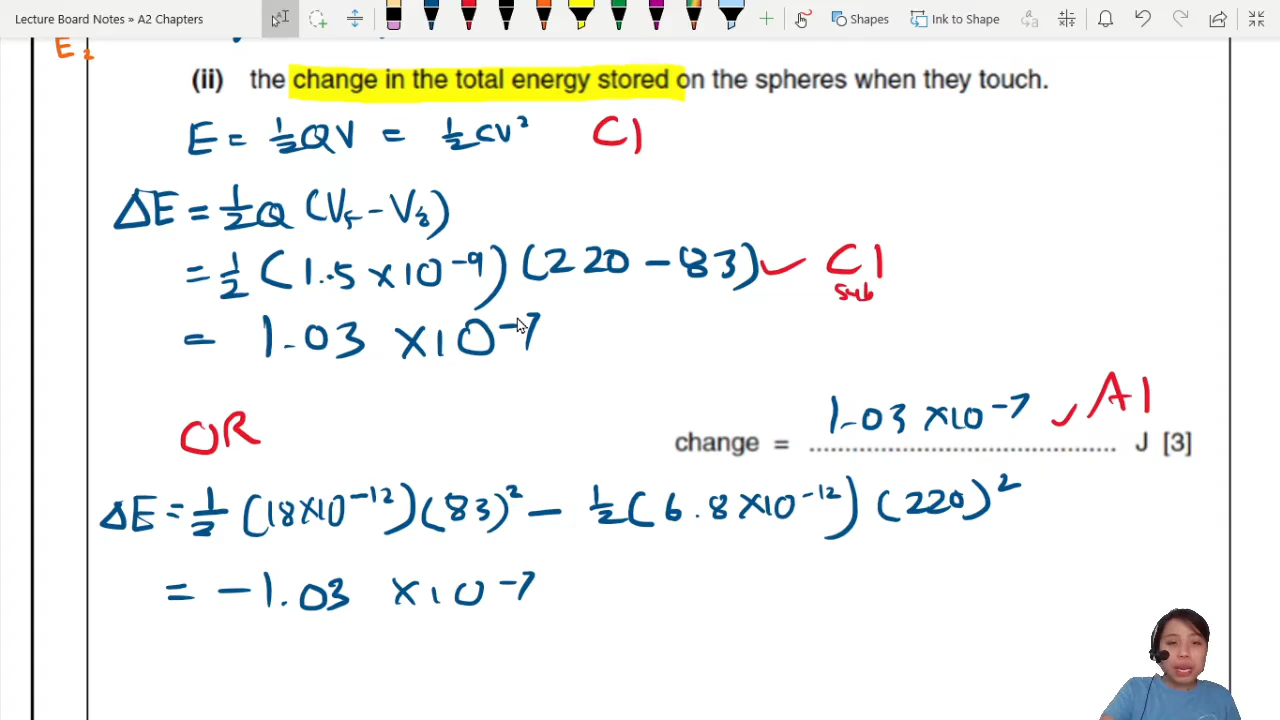 Lecture Board Notes » A2 Chapters
Shapes Ink to Shape
E₂
(ii) the change in the total energy stored on the spheres when they touch.
E = ½QV = ½CV² C1
ΔE = ½Q (V₅ - V₈)
= ½ (1.5 × 10⁻⁹) (220 - 83) ✓ C1
sub
= 1.03 × 10⁻⁷
1.03 × 10⁻⁷ ✓ A1
OR
change = ............................................ J [3]
ΔE = ½ (18×10⁻¹²) (83)² - ½ (6.8×10⁻¹²) (220)²
= -1.03 × 10⁻⁷